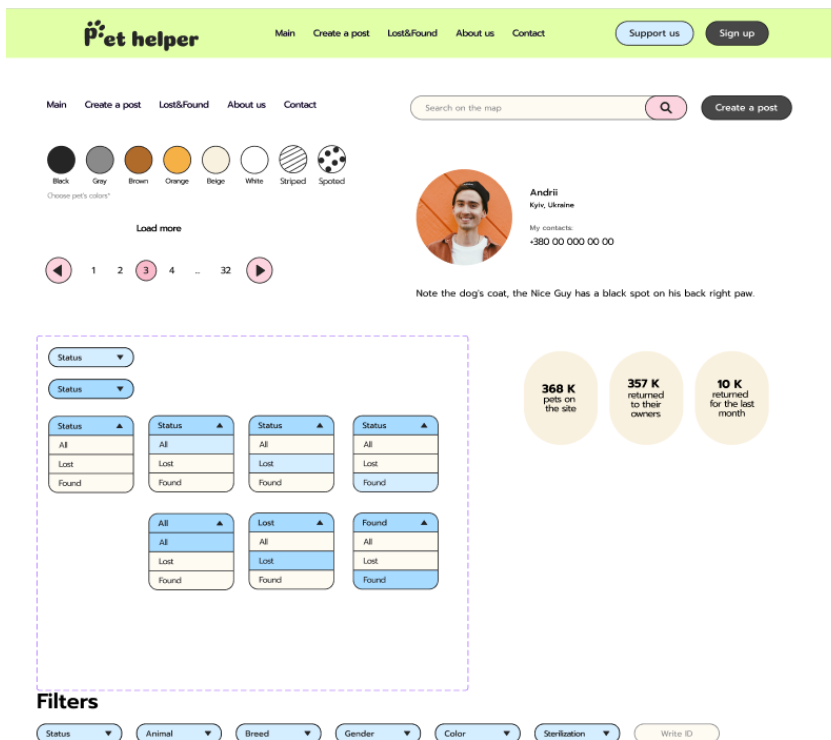 Pet helper
Main Create a post Lost&Found About us Contact
Support us Sign up
Main Create a post Lost&Found About us Contact
Search on the map
Create a post
Black Gray Brown Orange Beige White Striped Spoted
Choose pet's colors*
Load more
1 2 3 4 .. 32
Andrii
Kyiv, Ukraine
My contacts:
+380 00 000 00 00
Note the dog's coat, the Nice Guy has a black spot on his back right paw.
Status
Status
Status Status Status Status
All All All All
Lost Lost Lost Lost
Found Found Found Found
All Lost Found
All All All
Lost Lost Lost
Found Found Found
368 K
pets on
the site
357 K
returned
to their
owners
10 K
returned
for the last
month
Filters
Status Animal Breed Gender Color Sterilization Write ID